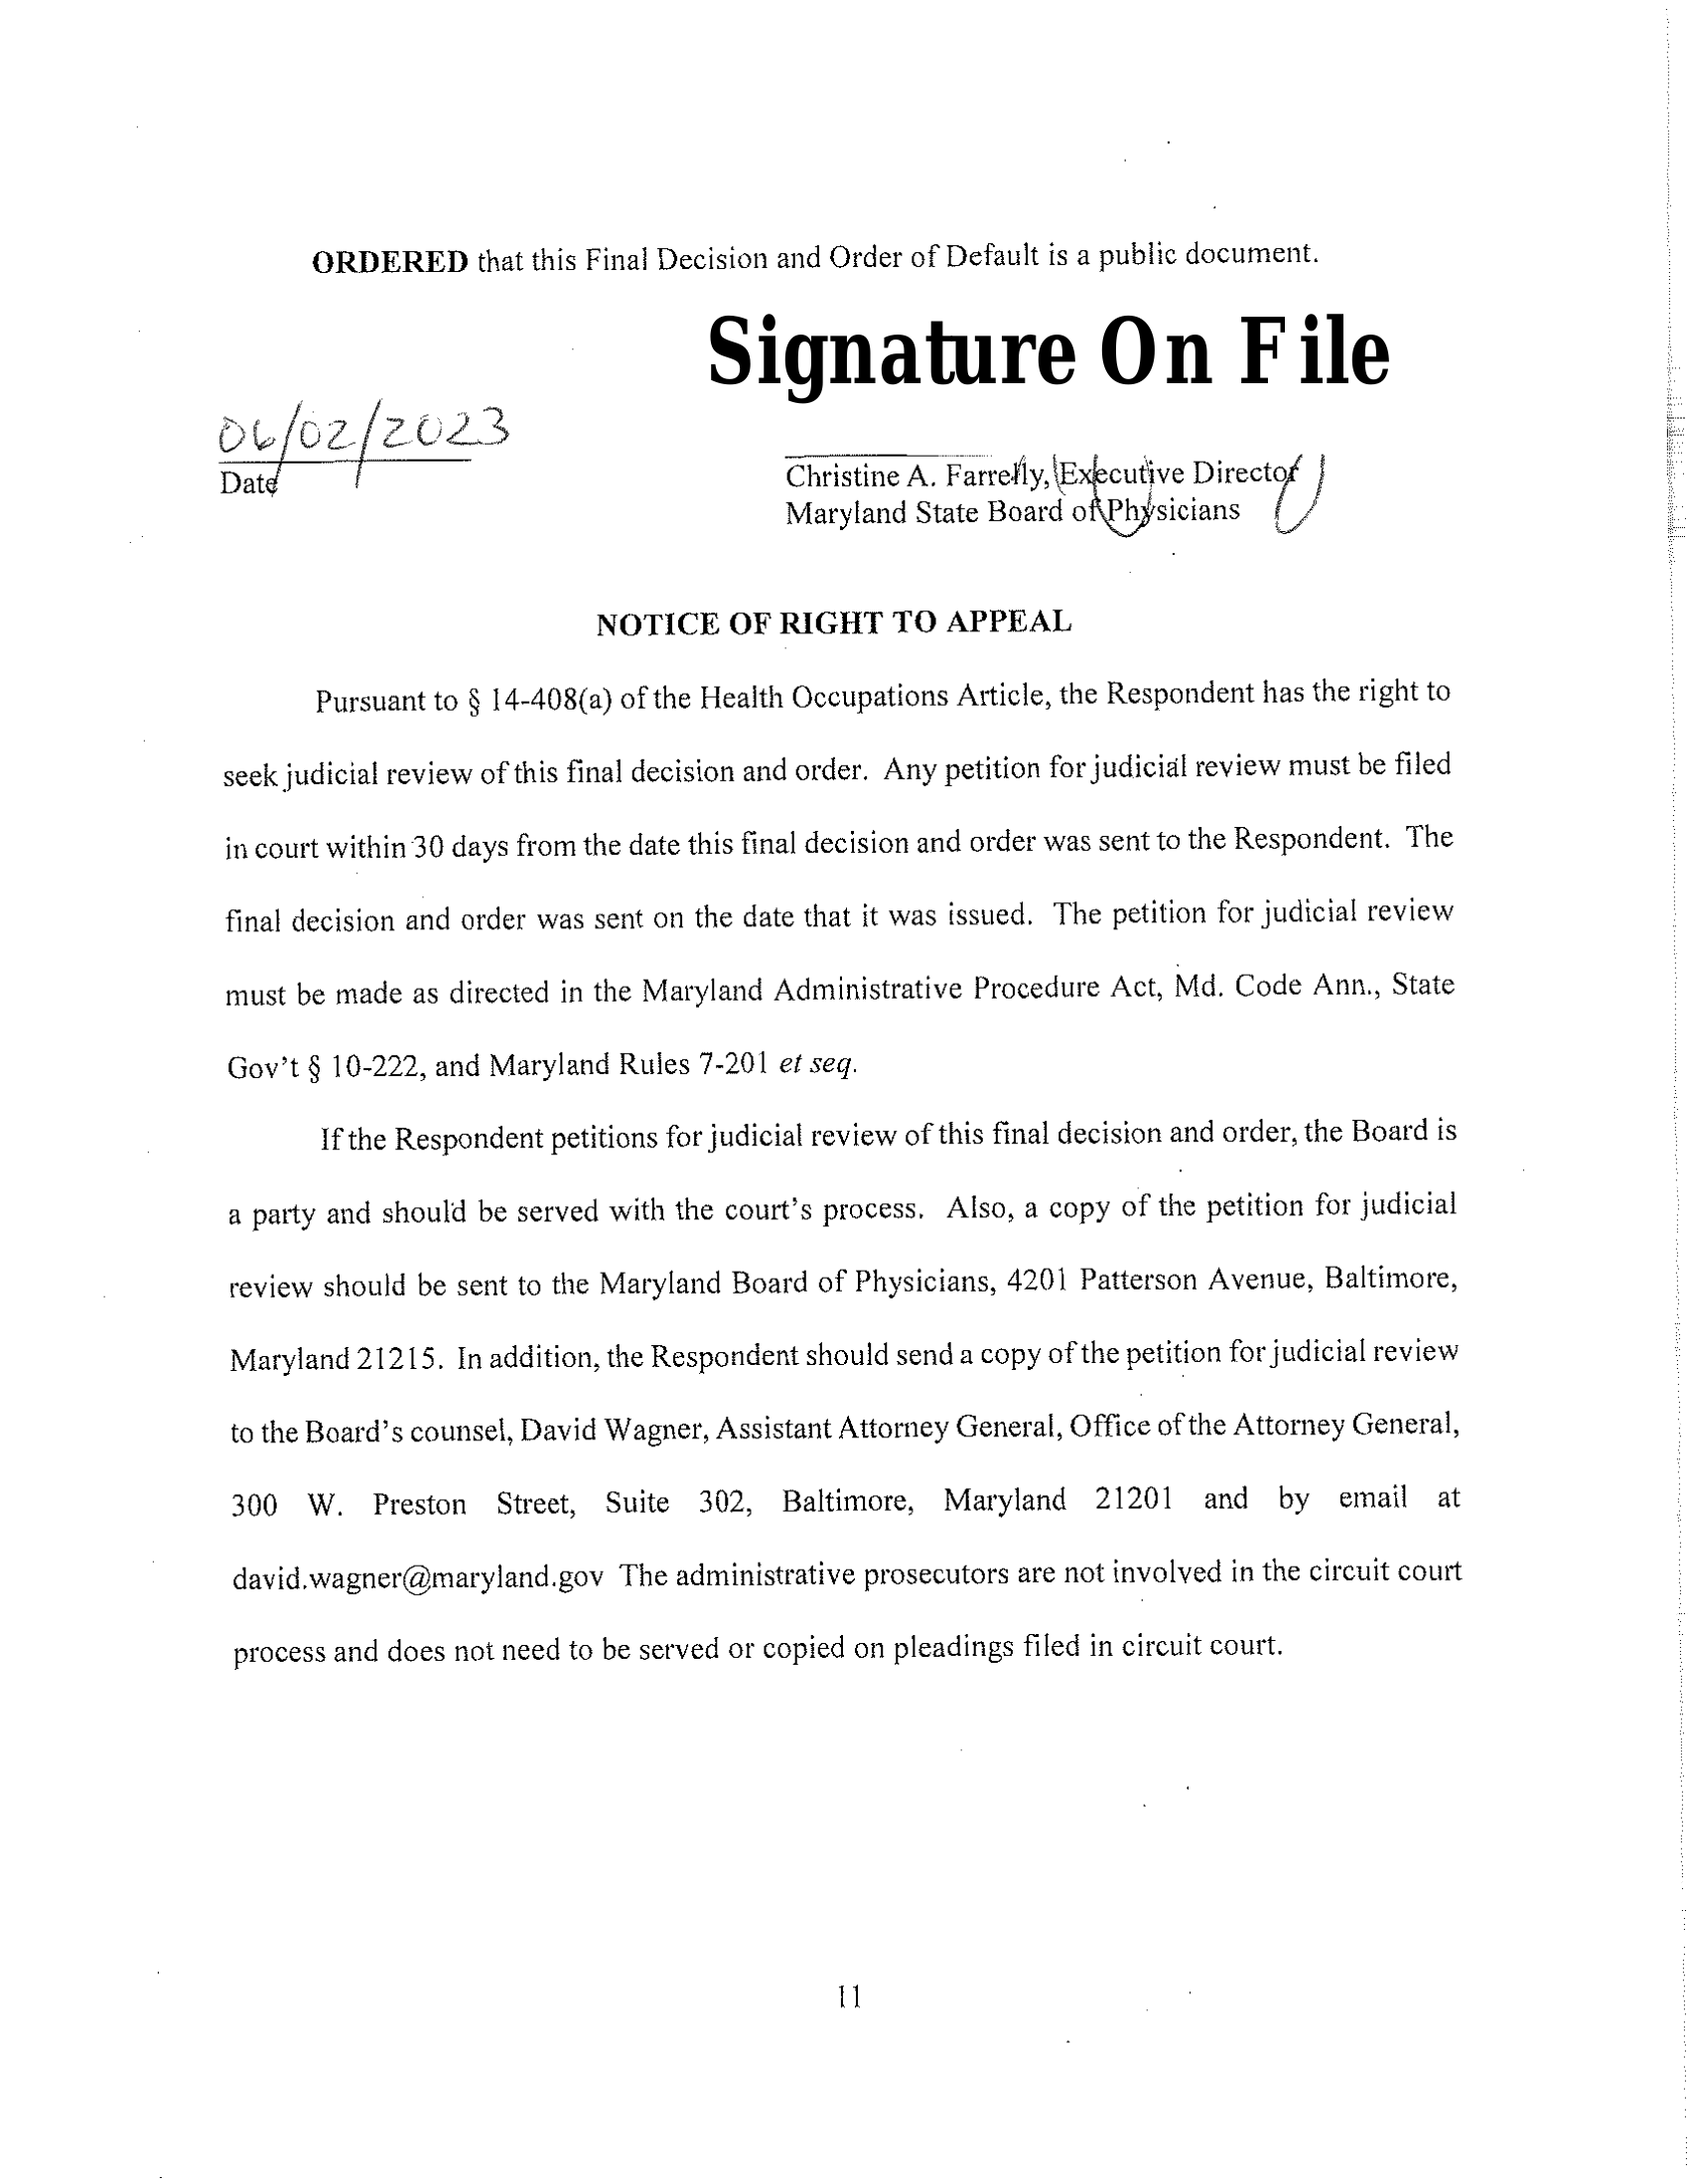 ORDERED that this Final Decision and Order of Default is a public document.
Signature On File
06/02/2023
Date
Christine A. Farrelly, Executive Director
Maryland State Board of Physicians
NOTICE OF RIGHT TO APPEAL
Pursuant to § 14-408(a) of the Health Occupations Article, the Respondent has the right to
seek judicial review of this final decision and order. Any petition for judicial review must be filed
in court within 30 days from the date this final decision and order was sent to the Respondent. The
final decision and order was sent on the date that it was issued. The petition for judicial review
must be made as directed in the Maryland Administrative Procedure Act, Md. Code Ann., State
Gov't § 10-222, and Maryland Rules 7-201 et seq.
If the Respondent petitions for judicial review of this final decision and order, the Board is
a party and should be served with the court's process. Also, a copy of the petition for judicial
review should be sent to the Maryland Board of Physicians, 4201 Patterson Avenue, Baltimore,
Maryland 21215. In addition, the Respondent should send a copy of the petition for judicial review
to the Board's counsel, David Wagner, Assistant Attorney General, Office of the Attorney General,
300 W. Preston Street, Suite 302, Baltimore, Maryland 21201 and by email at
david.wagner@maryland.gov The administrative prosecutors are not involved in the circuit court
process and does not need to be served or copied on pleadings filed in circuit court.
11